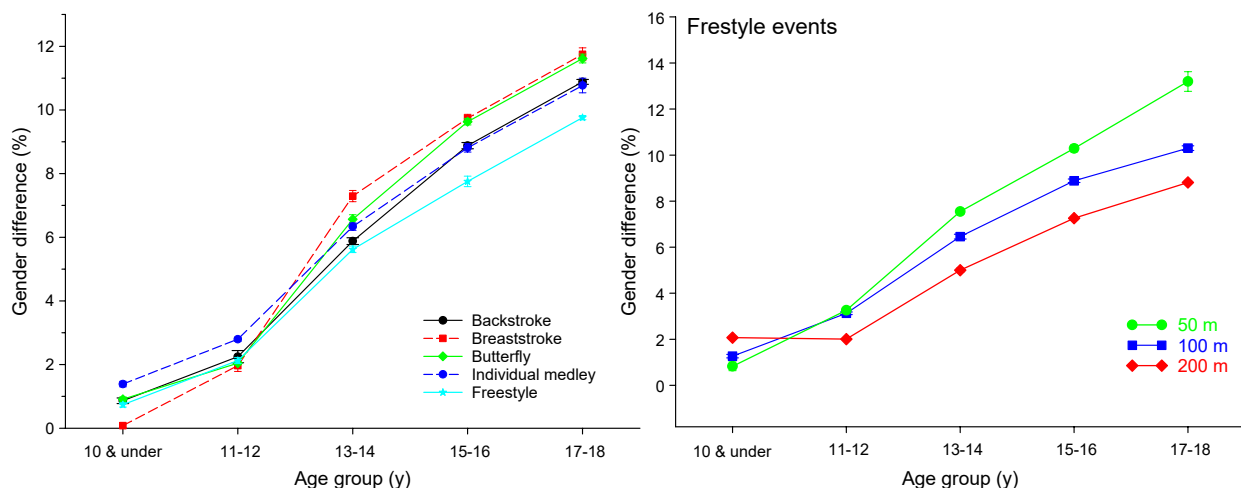 12
10
8
6
4
2
0
Gender difference (%)
10 & under 11-12 13-14 15-16 17-18
Age group (y)
Backstroke
Breaststroke
Butterfly
Individual medley
Freestyle
Frestyle events
16
14
12
10
8
6
4
2
0
Gender difference (%)
10 & under 11-12 13-14 15-16 17-18
Age group (y)
50 m
100 m
200 m